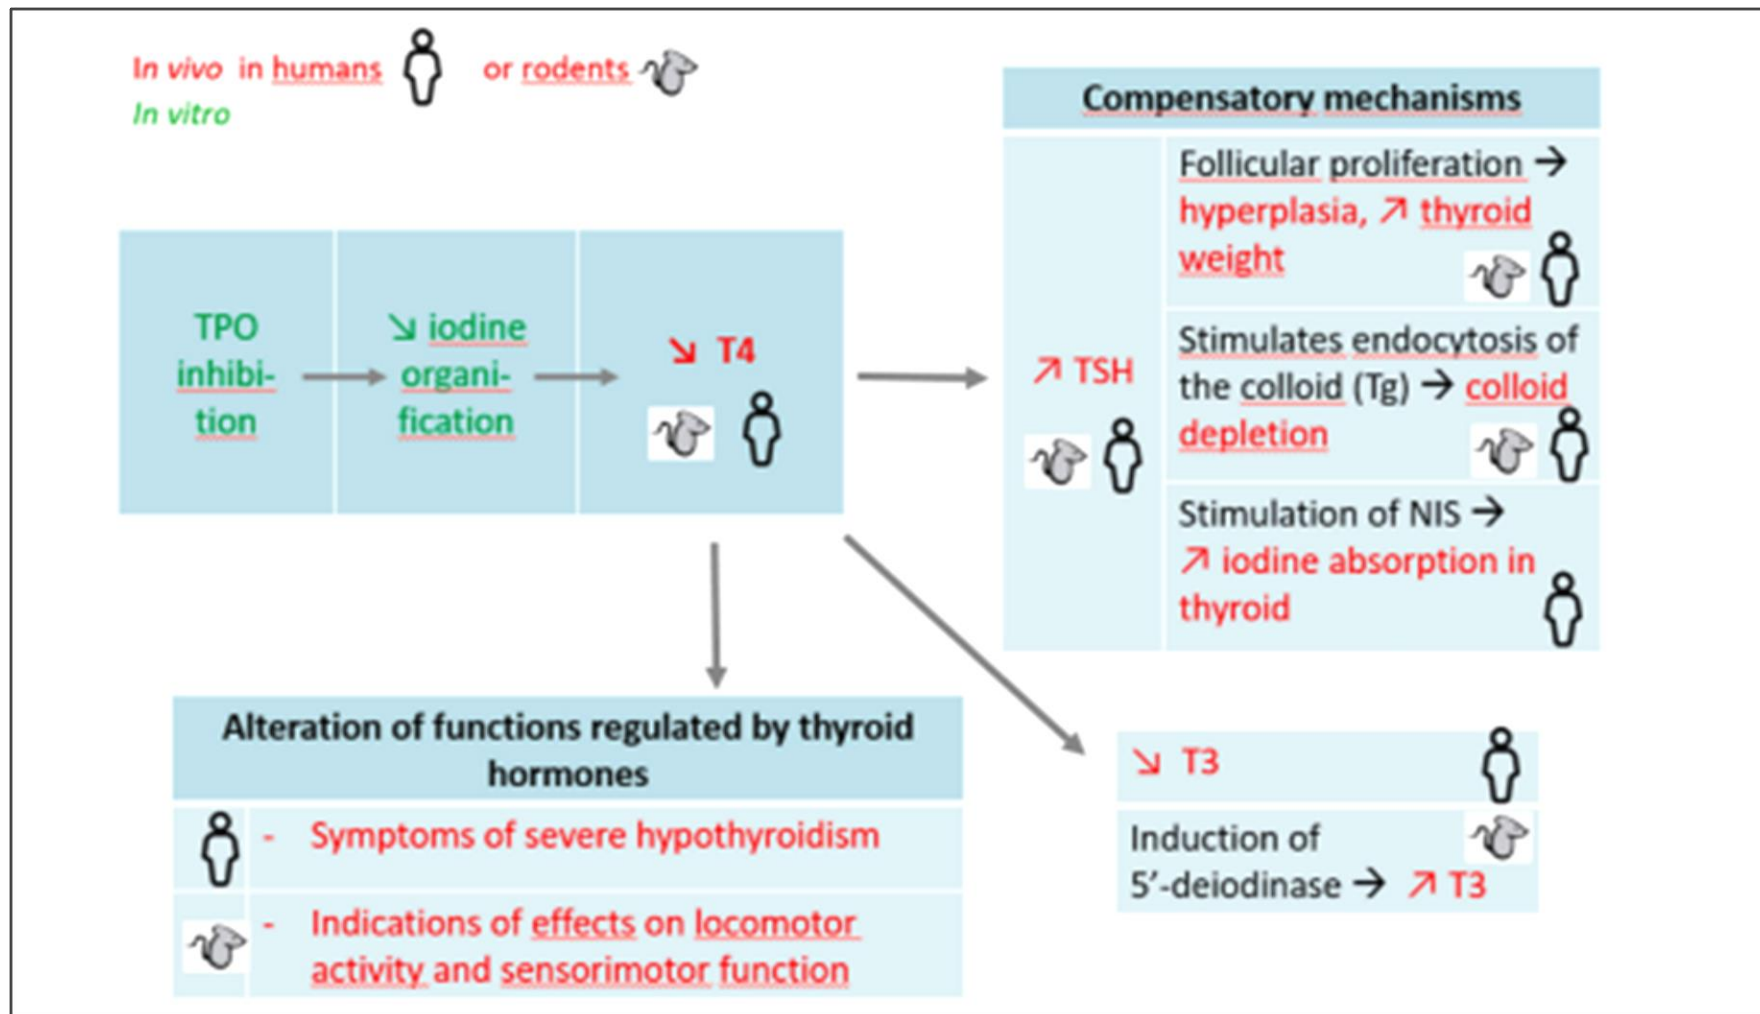 In vivo in humans or rodents
In vitro
TPO
inhibi-
tion
↘ iodine
organi-
fication
↘ T4
Compensatory mechanisms
↗ TSH
Follicular proliferation →
hyperplasia, ↗ thyroid
weight
Stimulates endocytosis of
the colloid (Tg) → colloid
depletion
Stimulation of NIS →
↗ iodine absorption in
thyroid
Alteration of functions regulated by thyroid
hormones
- Symptoms of severe hypothyroidism
- Indications of effects on locomotor
activity and sensorimotor function
↘ T3
Induction of
5′-deiodinase → ↗ T3